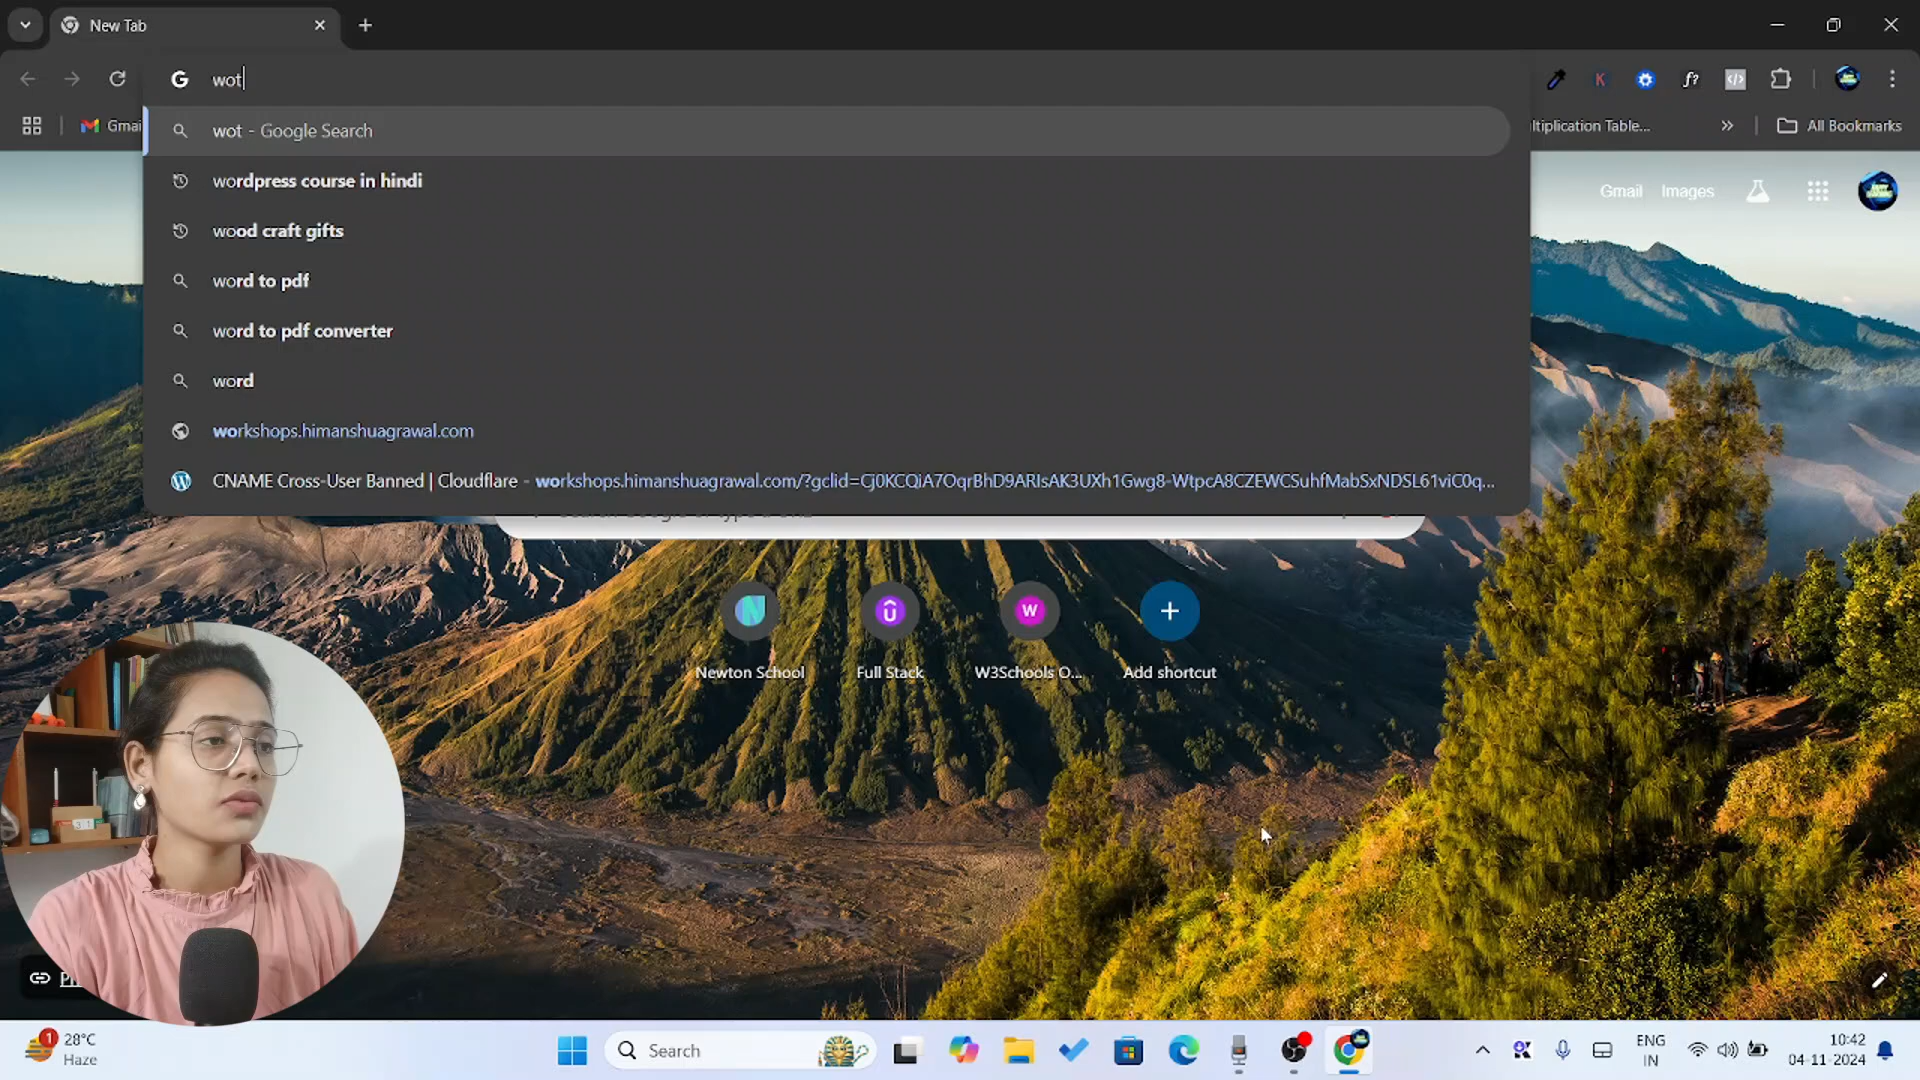 New Tab
wot
Gmai
ltiplication Table...
All Bookmarks
wot - Google Search
wordpress course in hindi
wood craft gifts
word to pdf
word to pdf converter
word
workshops.himanshuagrawal.com
CNAME Cross-User Banned | Cloudflare - workshops.himanshuagrawal.com/?gclid=Cj0KCQiA7OqrBhD9ARIsAK3UXh1Gwg8-WtpcA8CZEWCSuhfMabSxNDSL61viC0q...
Gmail
Images
Newton School
Full Stack
W
W3Schools O...
Add shortcut
31
1
28°C
Haze
Search
ENG
IN
10:42
04-11-2024